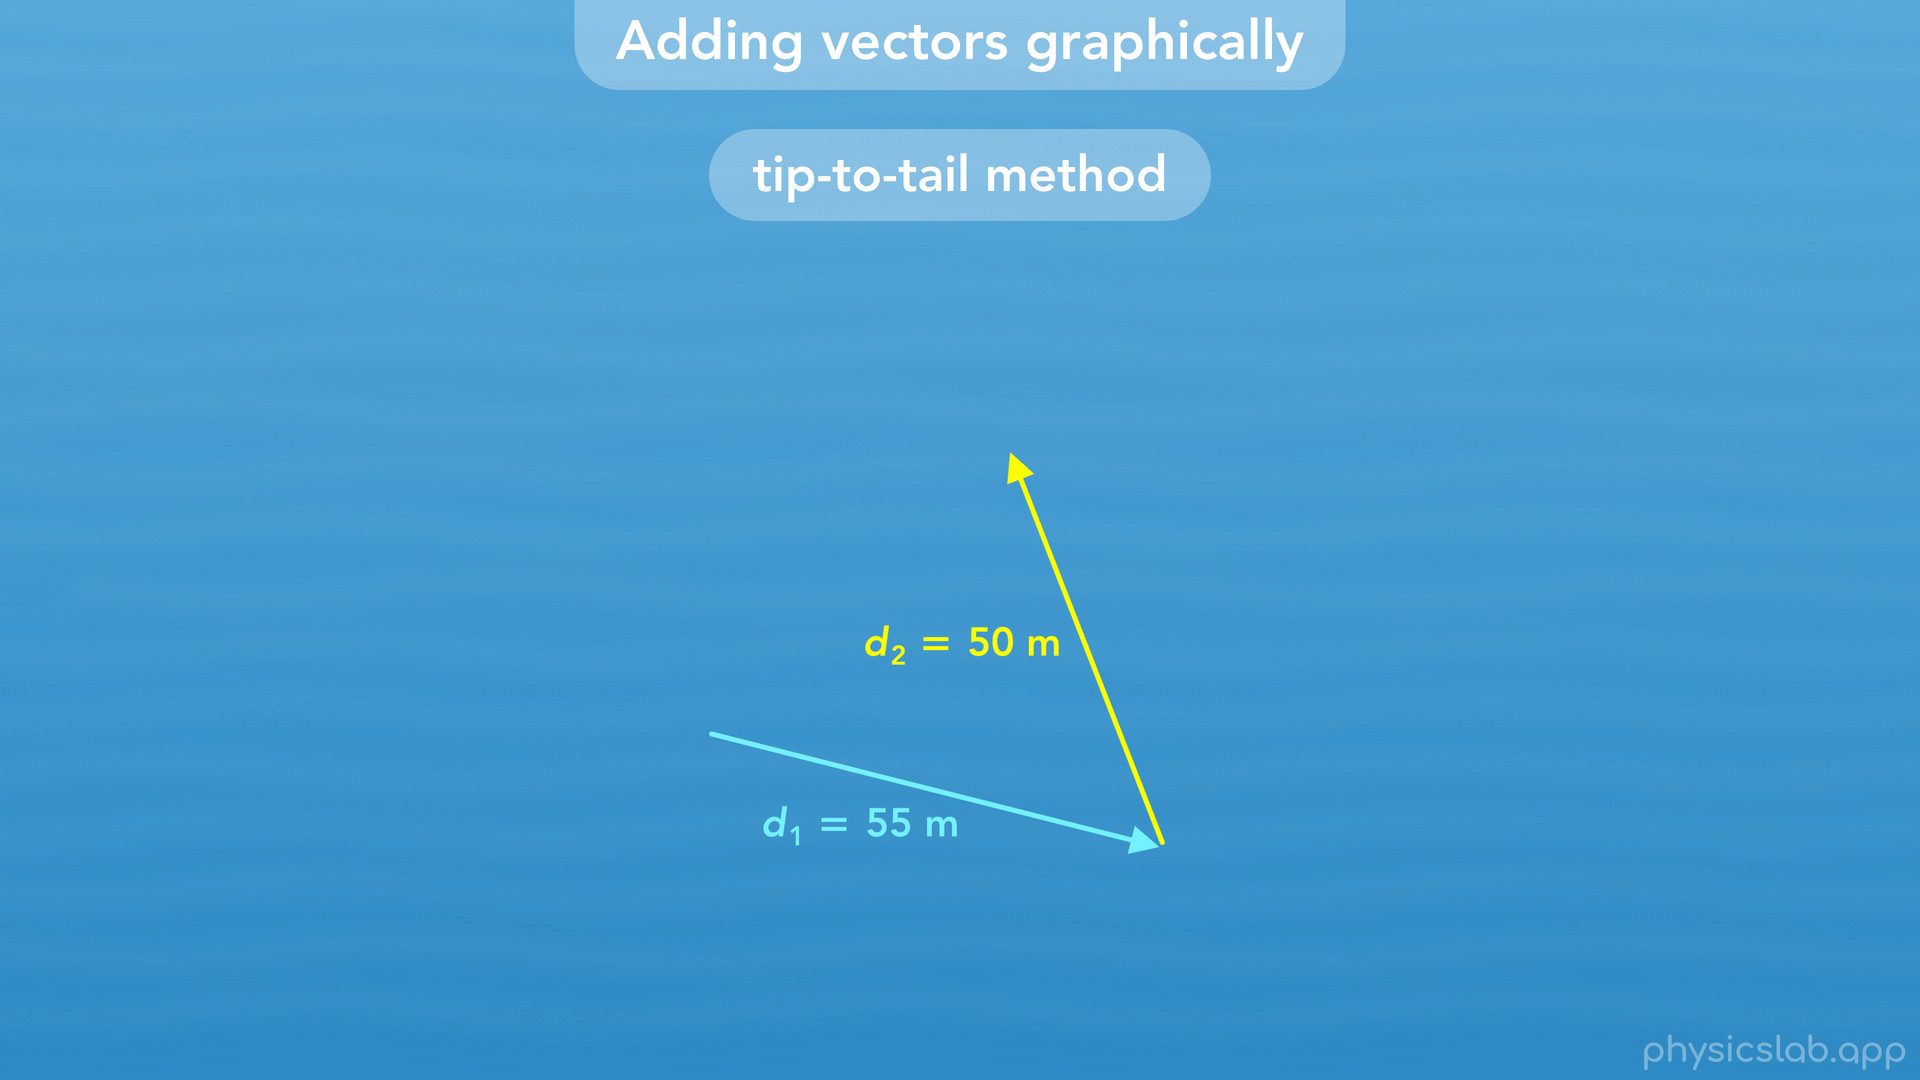 Adding vectors graphically
tip-to-tail method
d₂ = 50 m
d₁ = 55 m
physicslab.app